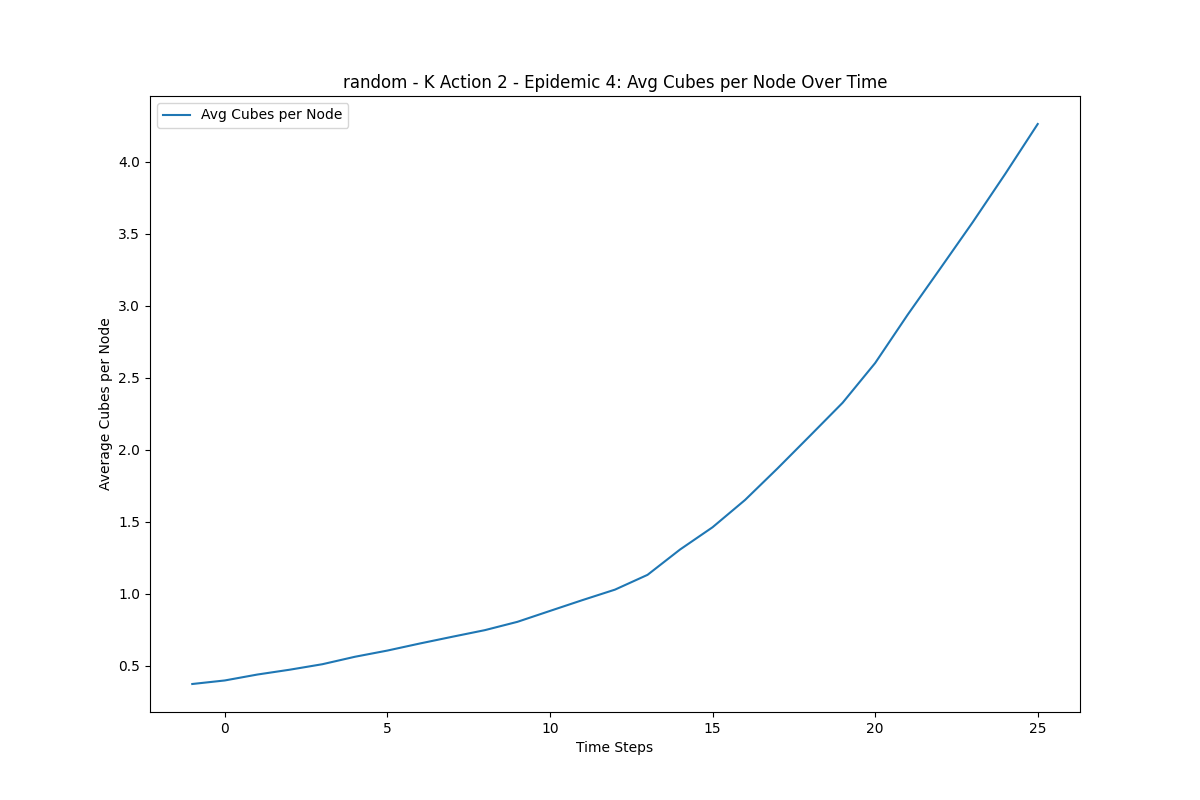 random - K Action 2 - Epidemic 4: Avg Cubes per Node Over Time
Avg Cubes per Node
4.0
3.5
3.0
2.5
2.0
1.5
1.0
0.5
Average Cubes per Node
0 5 10 15 20 25
Time Steps